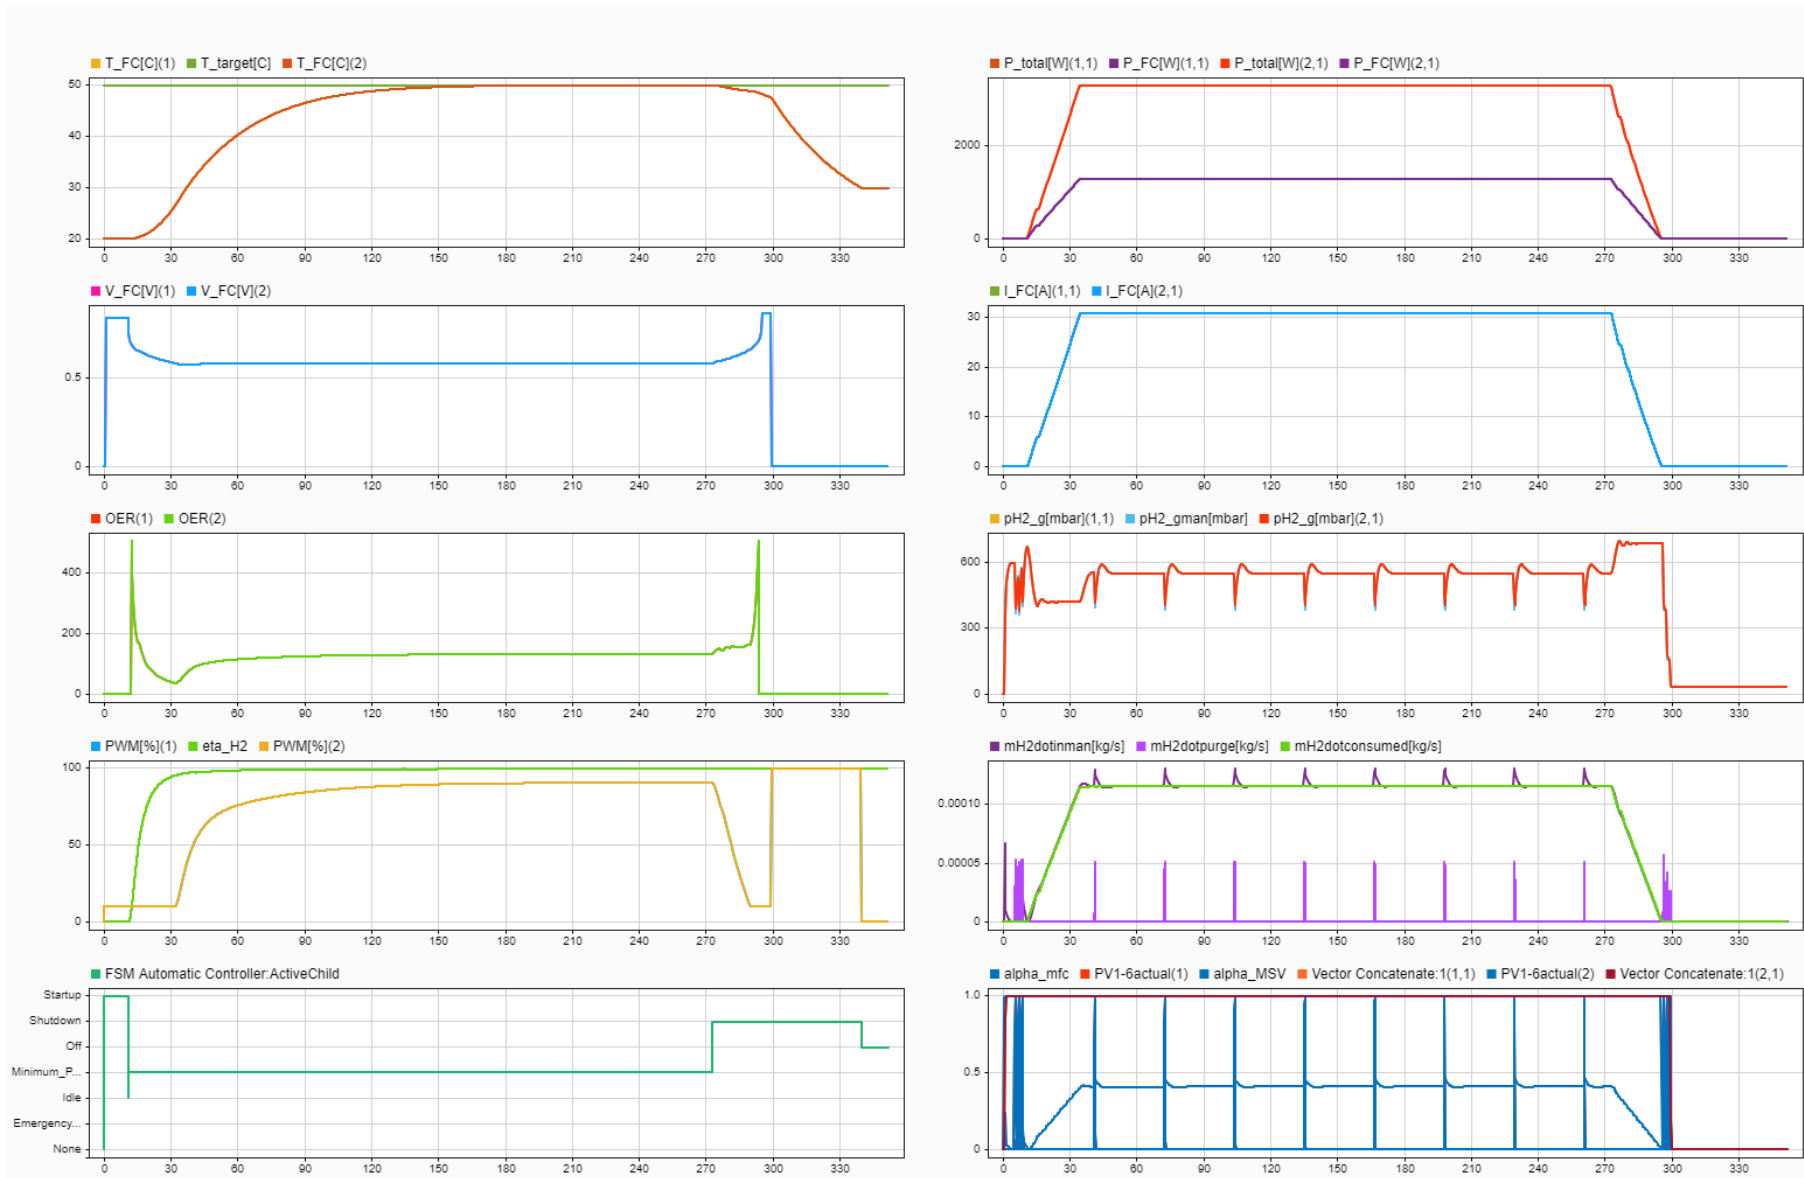 T_FC[C](1) T_target[C] T_FC[C](2)
50
40
30
20
0 30 60 90 120 150 180 210 240 270 300 330
P_total[W](1,1) P_FC[W](1,1) P_total[W](2,1) P_FC[W](2,1)
2000
0
0 30 60 90 120 150 180 210 240 270 300 330
V_FC[V](1) V_FC[V](2)
0.5
0
0 30 60 90 120 150 180 210 240 270 300 330
I_FC[A](1,1) I_FC[A](2,1)
30
20
10
0
0 30 60 90 120 150 180 210 240 270 300 330
OER(1) OER(2)
400
200
0
0 30 60 90 120 150 180 210 240 270 300 330
pH2_g[mbar](1,1) pH2_gman[mbar] pH2_g[mbar](2,1)
600
300
0
0 30 60 90 120 150 180 210 240 270 300 330
PWM[%](1) eta_H2 PWM[%](2)
100
50
0
0 30 60 90 120 150 180 210 240 270 300 330
mH2dotinman[kg/s] mH2dotpurge[kg/s] mH2dotconsumed[kg/s]
0.00010
0.00005
0
0 30 60 90 120 150 180 210 240 270 300 330
FSM Automatic Controller:ActiveChild
Startup
Shutdown
Off
Minimum_P...
Idle
Emergency...
None
0 30 60 90 120 150 180 210 240 270 300 330
alpha_mfc PV1-6actual(1) alpha_MSV Vector Concatenate:1(1,1) PV1-6actual(2) Vector Concatenate:1(2,1)
1.0
0.5
0
0 30 60 90 120 150 180 210 240 270 300 330